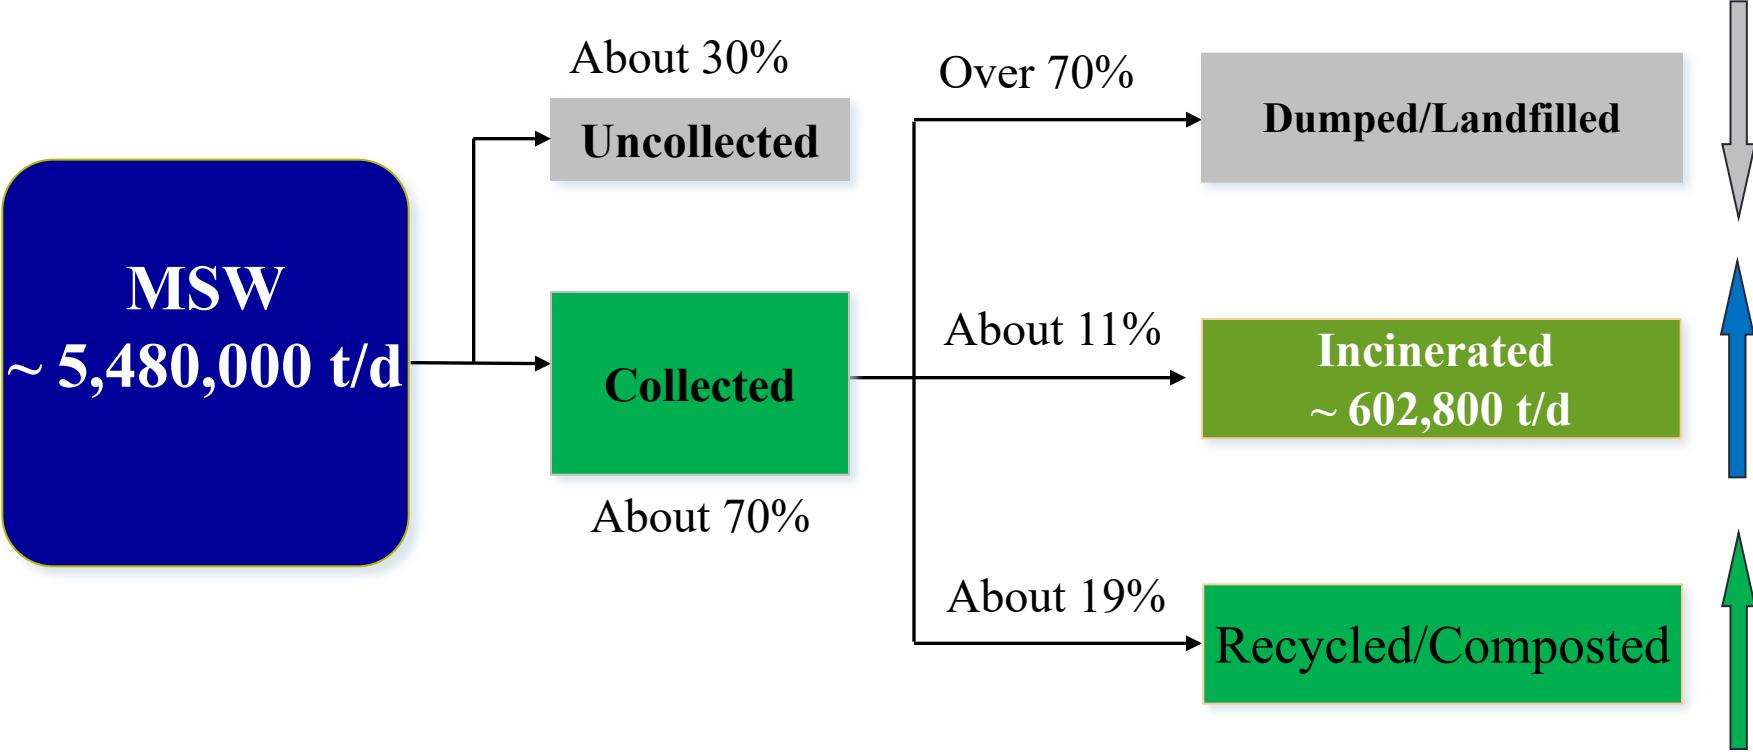 MSW
~ 5,480,000 t/d
About 30%
Uncollected
Collected
About 70%
Over 70%
Dumped/Landfilled
About 11%
Incinerated
~ 602,800 t/d
About 19%
Recycled/Composted